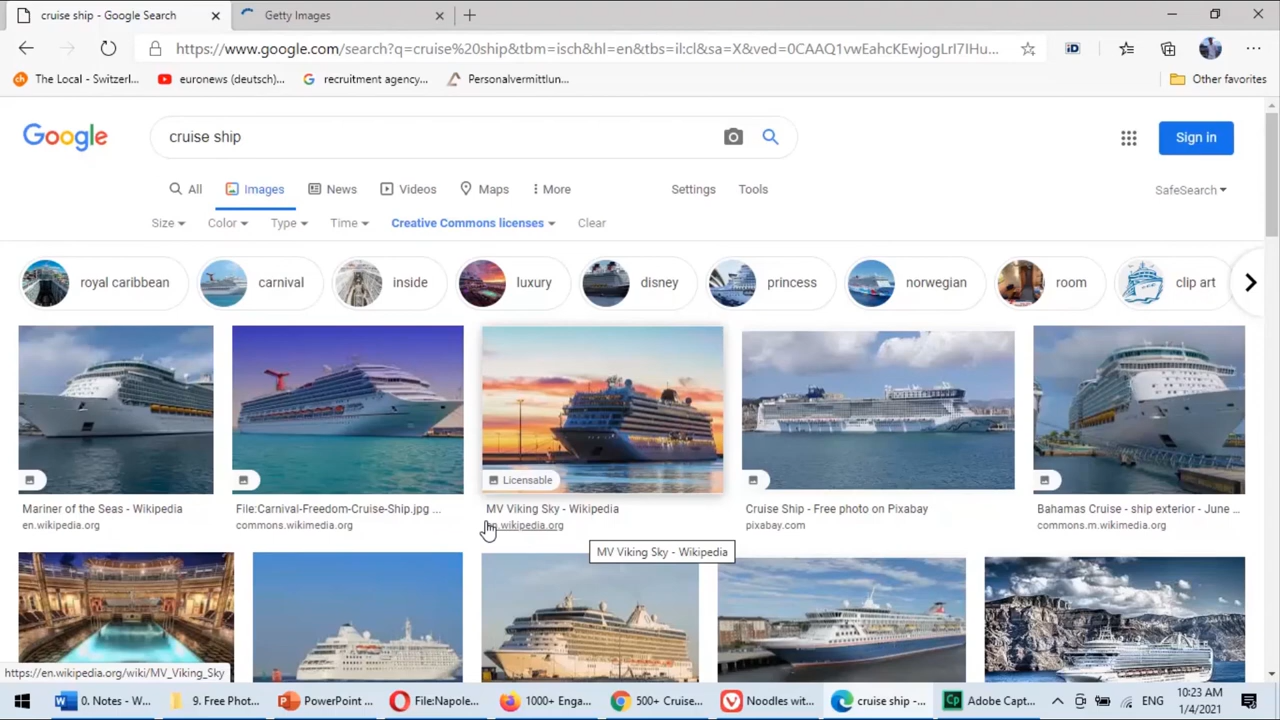 cruise ship - Google Search
Getty Images
https://www.google.com/search?q=cruise%20ship&tbm=isch&hl=en&tbs=il:cl&sa=X&ved=0CAAQ1vwEahcKEwjogLrI7IHu...
iD
The Local - Switzerl...
euronews (deutsch)...
recruitment agency...
Personalvermittlun...
Other favorites
Google
cruise ship
Sign in
All
Images
News
Videos
Maps
More
Settings
Tools
SafeSearch
Size
Color
Type
Time
Creative Commons licenses
Clear
royal caribbean
carnival
inside
luxury
disney
princess
norwegian
room
clip art
Licensable
Mariner of the Seas - Wikipedia
en.wikipedia.org
File:Carnival-Freedom-Cruise-Ship.jpg ...
commons.wikimedia.org
MV Viking Sky - Wikipedia
en.wikipedia.org
Cruise Ship - Free photo on Pixabay
pixabay.com
Bahamas Cruise - ship exterior - June ...
commons.m.wikimedia.org
MV Viking Sky - Wikipedia
https://en.wikipedia.org/wiki/MV_Viking_Sky
0. Notes - W...
9. Free Phot...
PowerPoint ...
File:Napole...
1000+ Enga...
500+ Cruise...
Noodles wit...
cruise ship -...
Adobe Capt...
ENG
10:23 AM
1/4/2021